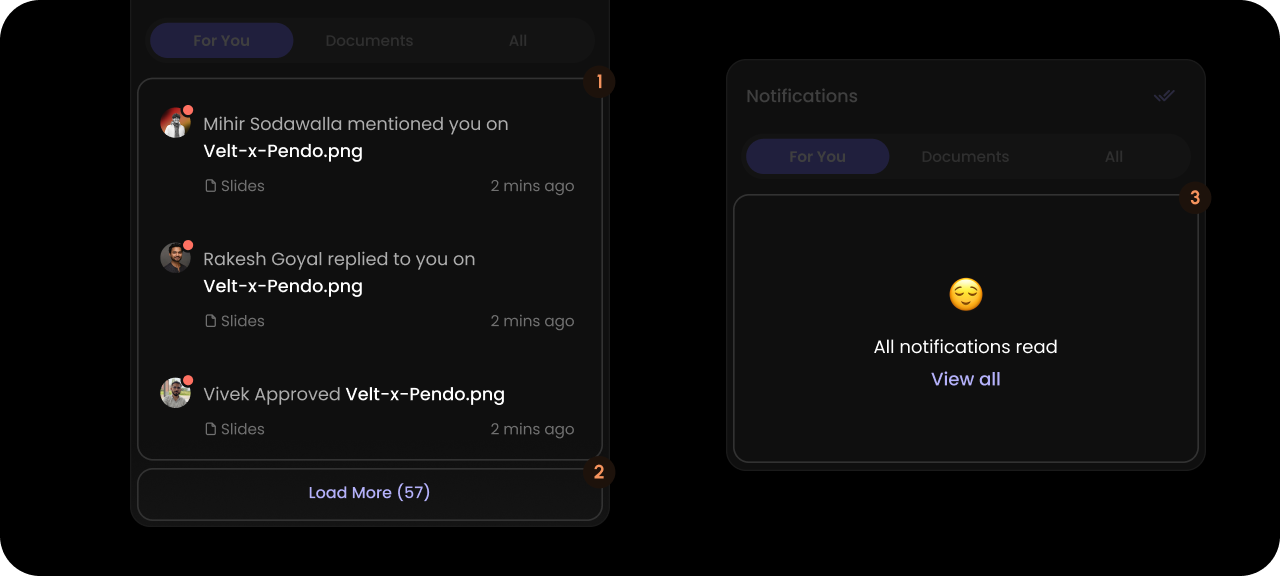 For You Documents All
1
Mihir Sodawalla mentioned you on
Velt-x-Pendo.png
Slides 2 mins ago
Rakesh Goyal replied to you on
Velt-x-Pendo.png
Slides 2 mins ago
Vivek Approved Velt-x-Pendo.png
Slides 2 mins ago
2
Load More (57)
Notifications
For You Documents All
3
All notifications read
View all